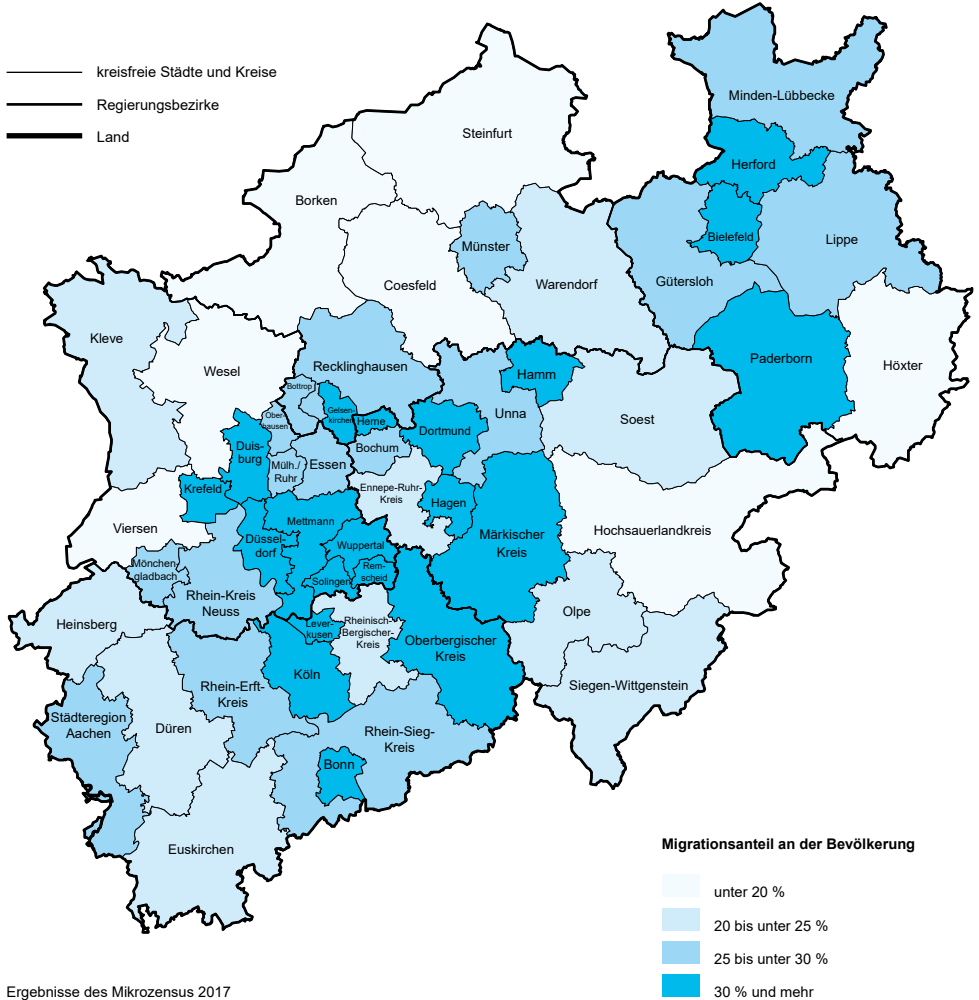 kreisfreie Städte und Kreise
Regierungsbezirke
Land
Minden-Lübbecke
Steinfurt
Herford
Borken
Bielefeld
Lippe
Münster
Coesfeld
Warendorf
Gütersloh
Kleve
Wesel
Recklinghausen
Paderborn
Höxter
Hamm
Bottrop
Gelsen-
kirchen
Herne
Ober-
hausen
Unna
Soest
Dortmund
Duis-
burg
Bochum
Essen
Mülh./
Ruhr
Krefeld
Ennepe-Ruhr-
Kreis
Hagen
Viersen
Mettmann
Märkischer
Kreis
Hochsauerlandkreis
Düssel-
dorf
Wuppertal
Mönchen-
gladbach
Solingen
Rem-
scheid
Rhein-Kreis
Neuss
Heinsberg
Lever-
kusen
Rheinisch-
Bergischer-
Kreis
Olpe
Oberbergischer
Kreis
Köln
Rhein-Erft-
Kreis
Siegen-Wittgenstein
Städteregion
Aachen
Düren
Rhein-Sieg-
Kreis
Bonn
Euskirchen
Migrationsanteil an der Bevölkerung
unter 20 %
20 bis unter 25 %
25 bis unter 30 %
30 % und mehr
Ergebnisse des Mikrozensus 2017